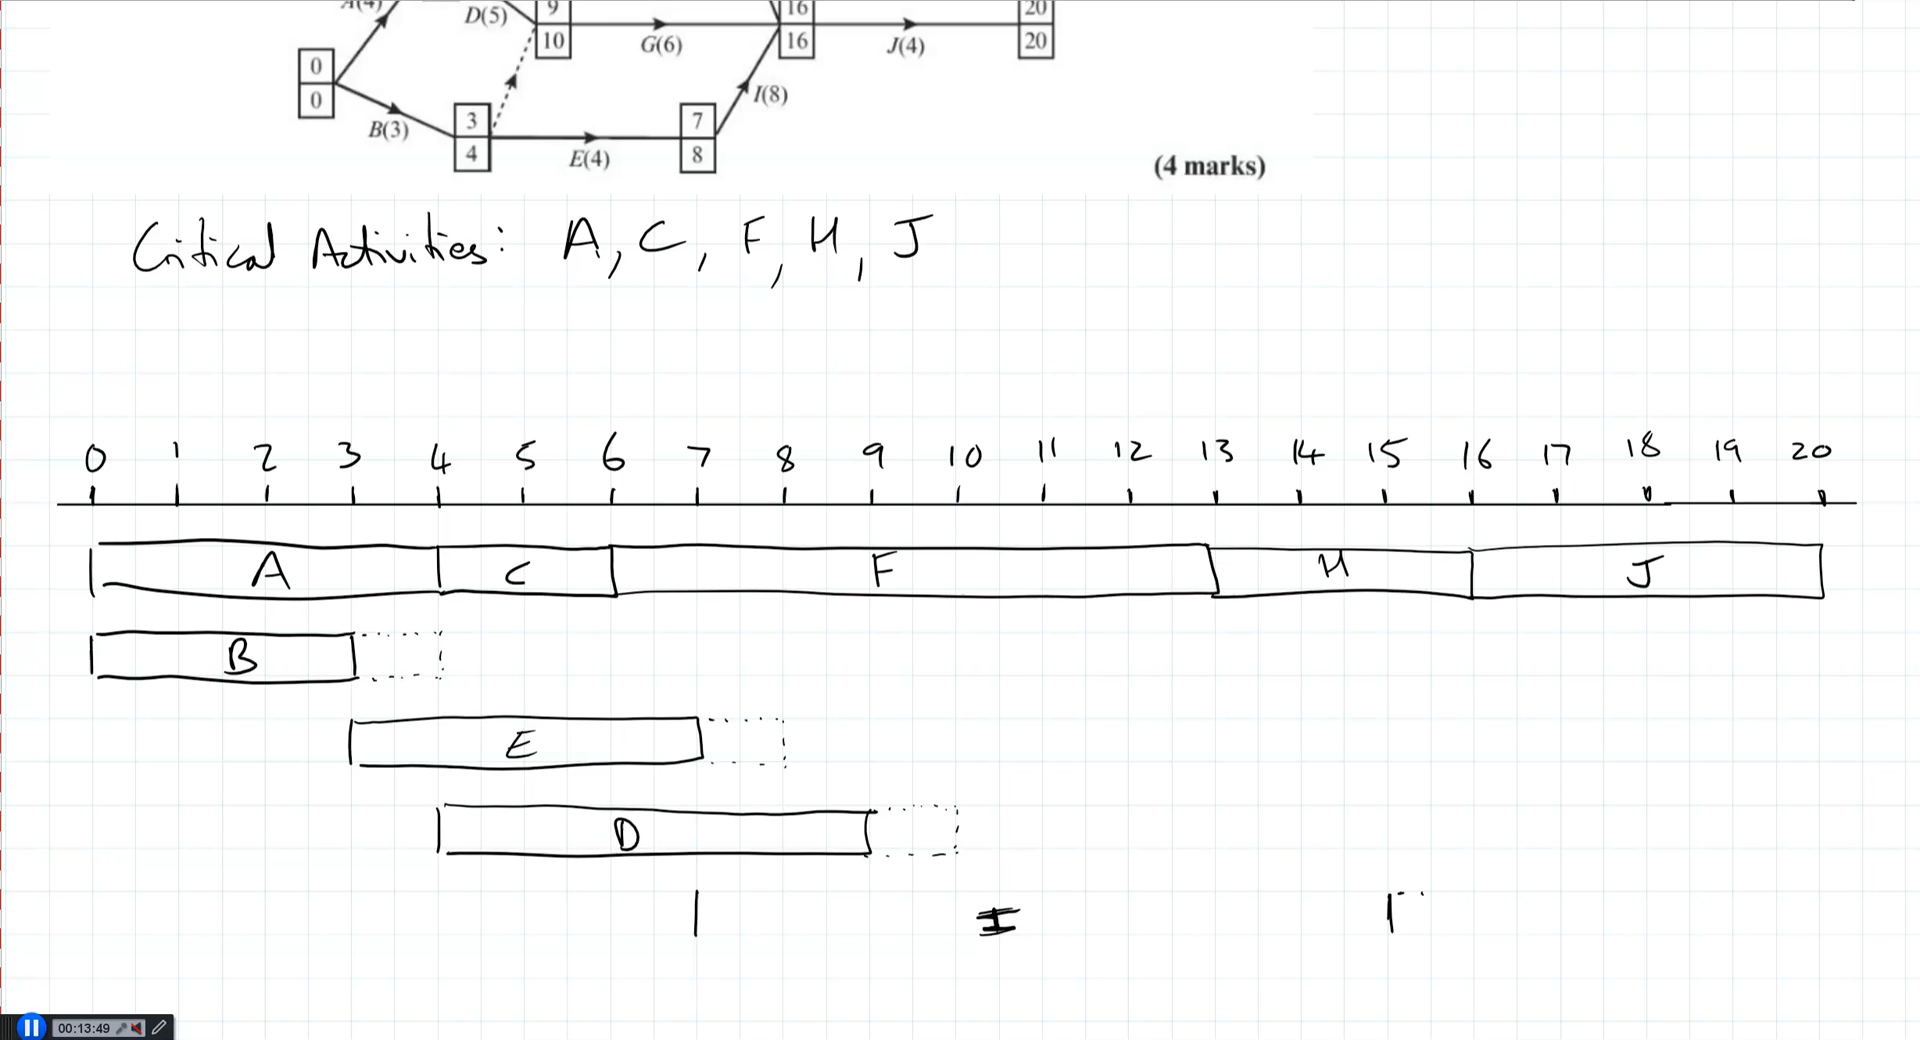 A(4)
D(5)
9
10
G(6)
16
16
J(4)
20
20
0
0
B(3)
3
4
E(4)
7
8
I(8)
(4 marks)
Critical Activities: A, C, F, H, J
0 1 2 3 4 5 6 7 8 9 10 11 12 13 14 15 16 17 18 19 20
A C F H J
B
E
D
I
00:13:49